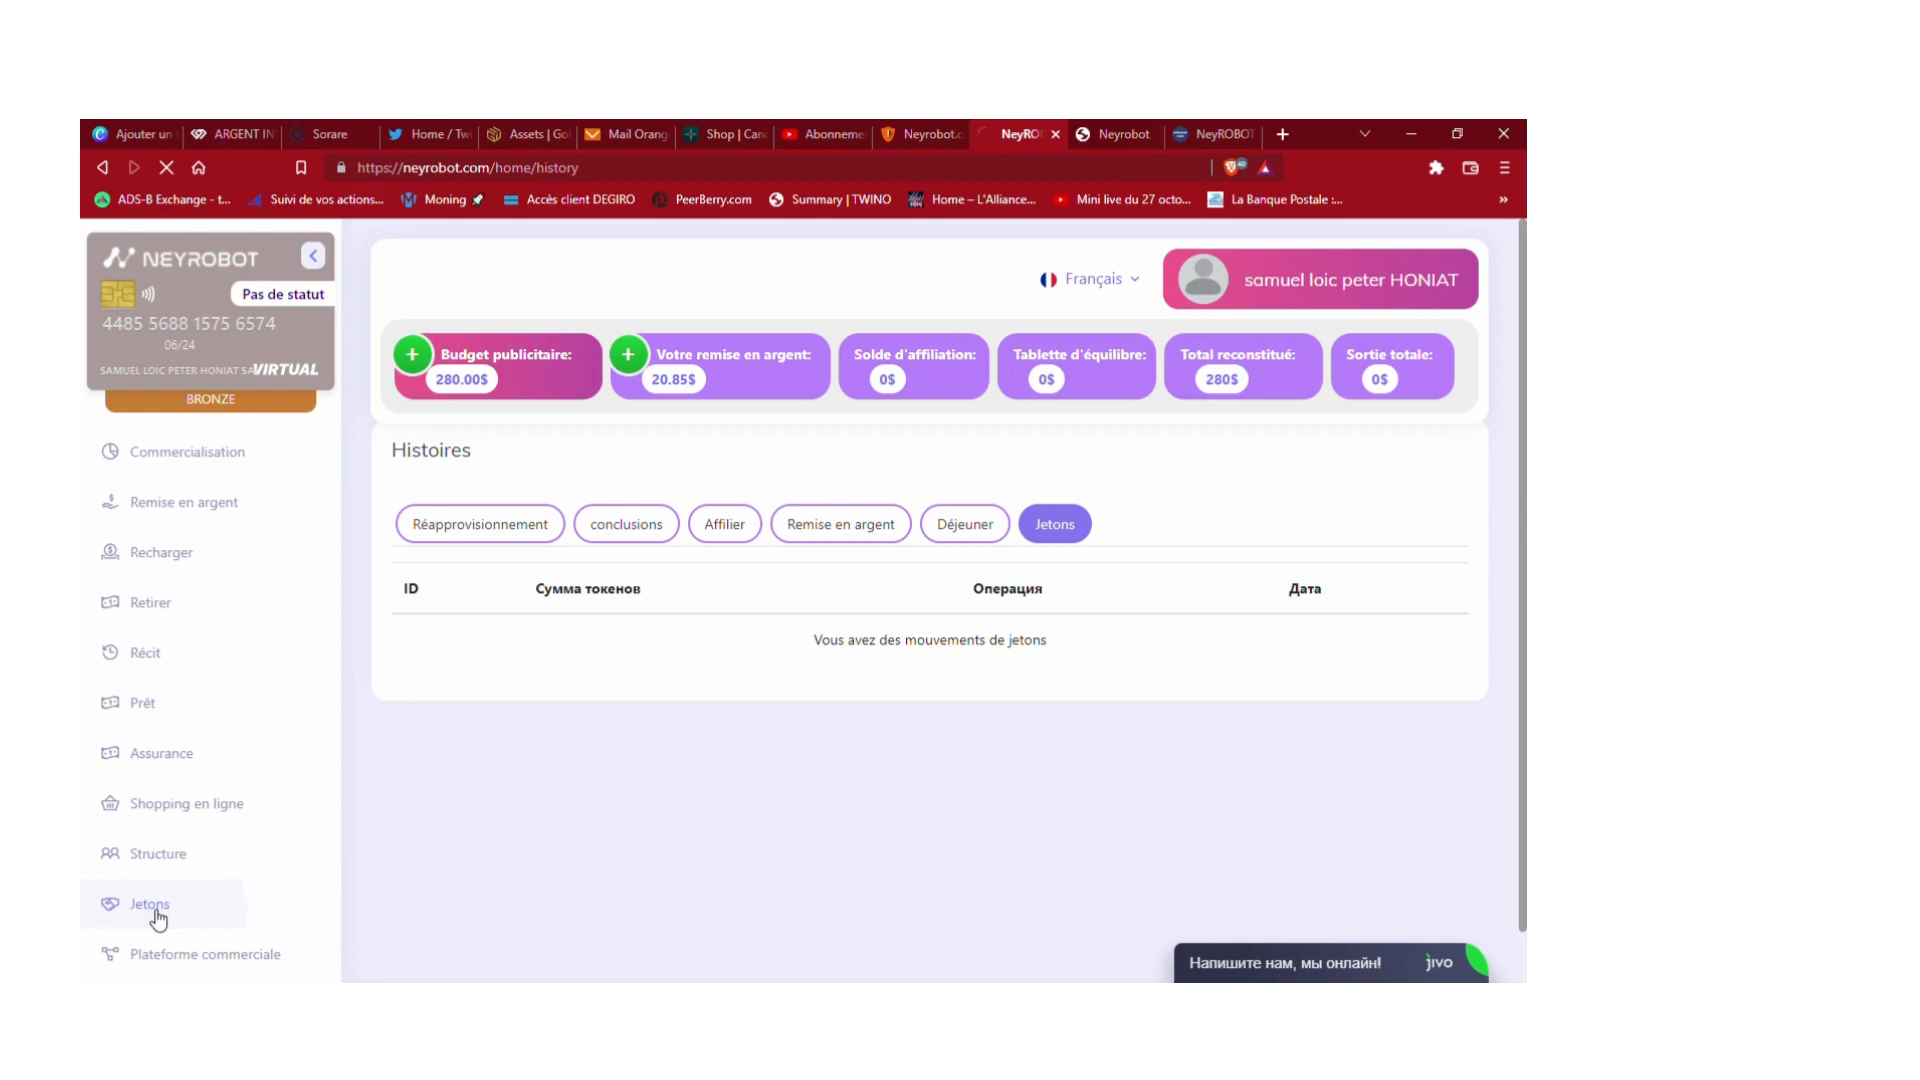 Ajouter un
ARGENT IN
Sorare
Home / Twi
Assets | Go
Mail Orang
Shop | Canc
Abonneme
Neyrobot.c
NeyRO
Neyrobot
NeyROBOT
https://neyrobot.com/home/history
ADS-B Exchange - t...
Suivi de vos actions...
Moning
Accès client DEGIRO
PeerBerry.com
Summary | TWINO
Home – L'Alliance...
Mini live du 27 octo...
La Banque Postale :...
NEYROBOT
Pas de statut
4485 5688 1575 6574
06/24
SAMUEL LOIC PETER HONIAT SA
VIRTUAL
BRONZE
Commercialisation
Remise en argent
Recharger
Retirer
Récit
Prêt
Assurance
Shopping en ligne
Structure
Jetons
Plateforme commerciale
Français
samuel loic peter HONIAT
Budget publicitaire:
280.00$
Votre remise en argent:
20.85$
Solde d'affiliation:
0$
Tablette d'équilibre:
0$
Total reconstitué:
280$
Sortie totale:
0$
Histoires
Réapprovisionnement
conclusions
Affilier
Remise en argent
Déjeuner
Jetons
ID Сумма токенов Операция Дата
Vous avez des mouvements de jetons
Напишите нам, мы онлайн! jivo